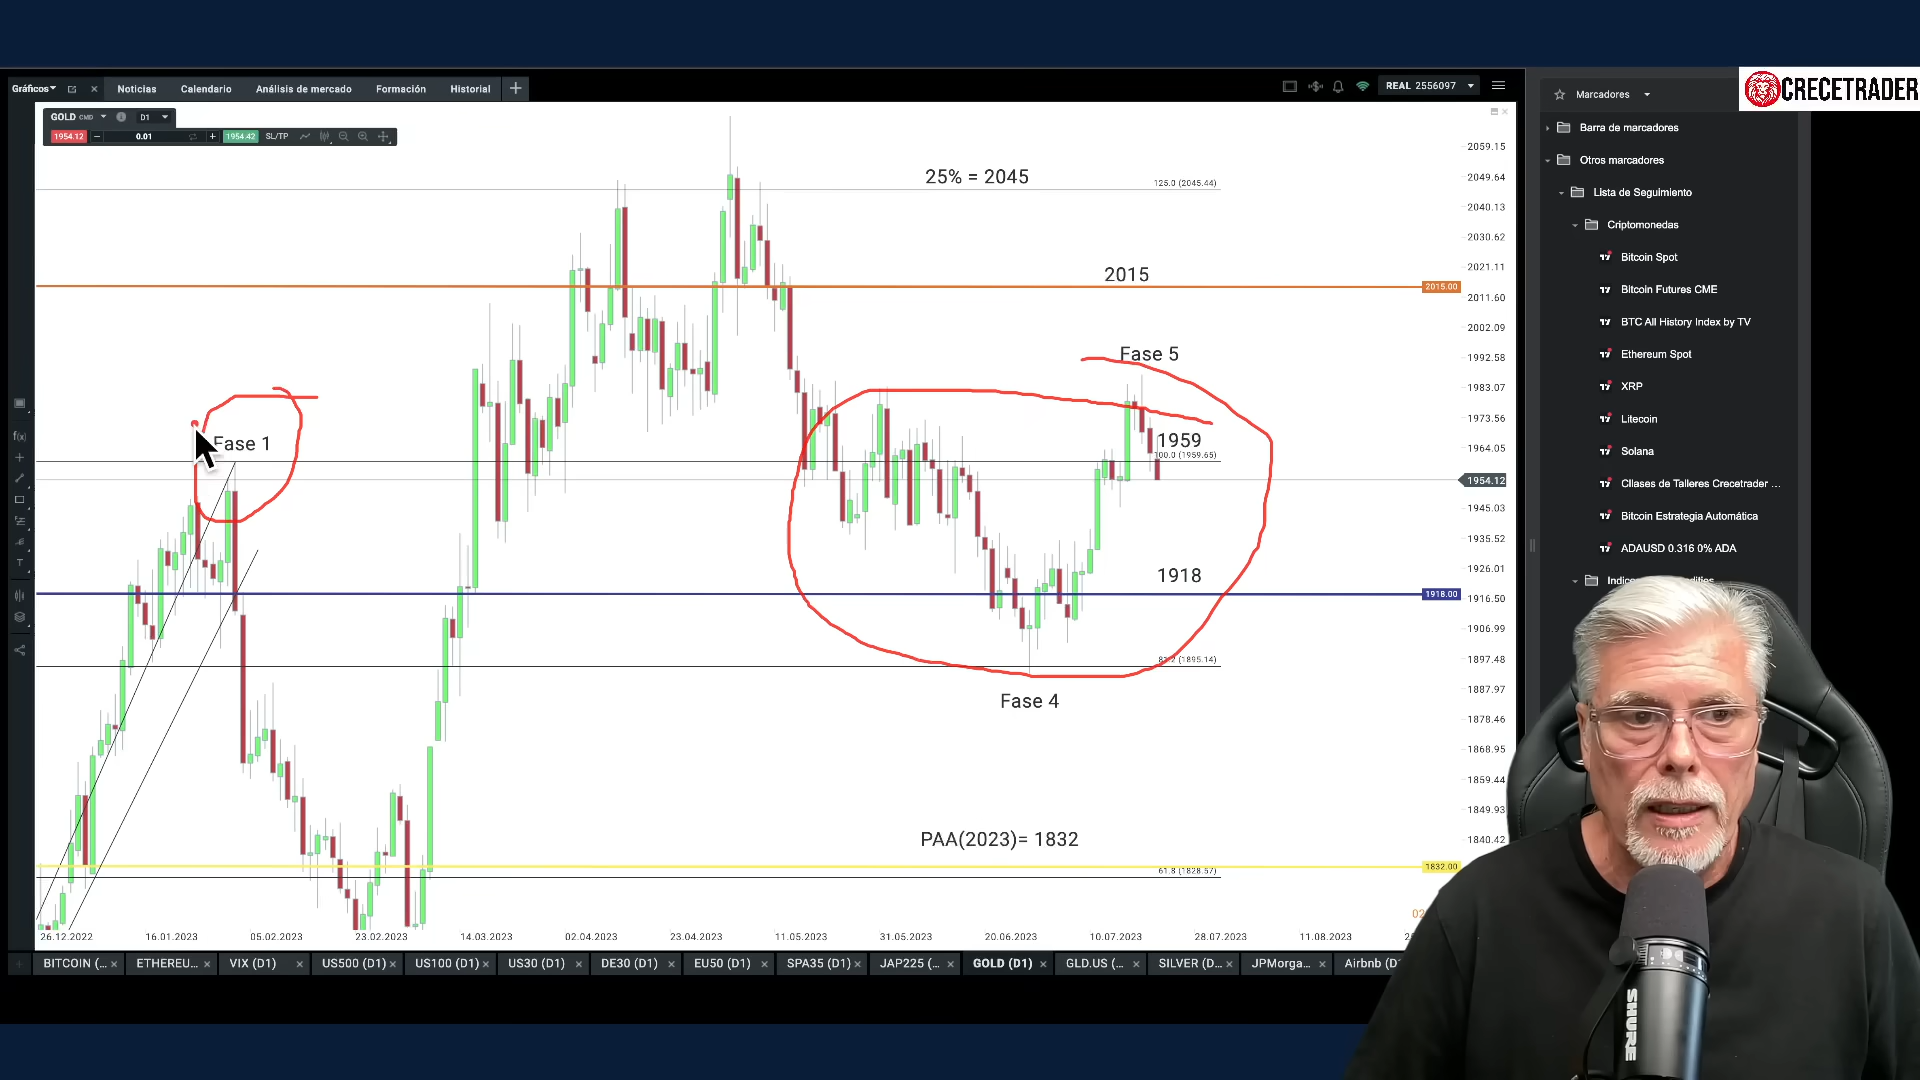 Gráficos
Noticias
Calendario
Análisis de mercado
Formación
Historial
REAL 2556097
Marcadores
CRECETRADER
GOLD CMD
D1
1954.12
0.01
1954.42
SL/TP
Barra de marcadores
Otros marcadores
Lista de Seguimiento
Criptomonedas
Bitcoin Spot
Bitcoin Futures CME
BTC All History Index by TV
Ethereum Spot
XRP
Litecoin
Solana
Cllases de Talleres Crecetrader ...
Bitcoin Estrategia Automática
ADAUSD 0.316 0% ADA
25% = 2045
125.0 (2045.44)
2015
2015.00
Fase 5
Fase 1
1959
100.0 (1959.65)
1954.12
1918
1918.00
(1895.14)
Fase 4
PAA(2023)= 1832
1832.00
61.8 (1828.57)
2059.15
2049.64
2040.13
2030.62
2021.11
2011.60
2002.09
1992.58
1983.07
1973.56
1964.05
1945.03
1935.52
1926.01
1916.50
1906.99
1897.48
1887.97
1878.46
1868.95
1859.44
1849.93
1840.42
26.12.2022
16.01.2023
05.02.2023
23.02.2023
14.03.2023
02.04.2023
23.04.2023
11.05.2023
31.05.2023
20.06.2023
10.07.2023
28.07.2023
11.08.2023
BITCOIN (...
ETHEREU...
VIX (D1)
US500 (D1)
US100 (D1)
US30 (D1)
DE30 (D1)
EU50 (D1)
SPA35 (D1)
JAP225 (...
GOLD (D1)
GLD.US (...
SILVER (D...
JPMorga...
Airbnb
SHURE